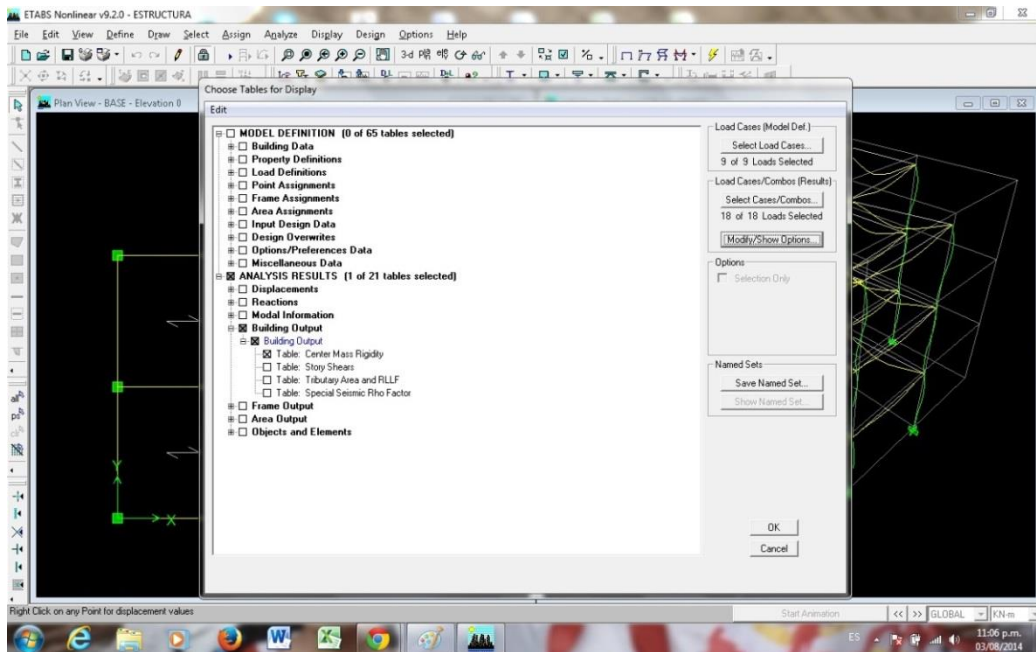 ETABS Nonlinear v9.2.0 - ESTRUCTURA
File Edit View Define Draw Select Assign Analyze Display Design Options Help
3-d
Plan View - BASE - Elevation 0
Choose Tables for Display
Edit
MODEL DEFINITION (0 of 65 tables selected)
Building Data
Property Definitions
Load Definitions
Point Assignments
Frame Assignments
Area Assignments
Input Design Data
Design Overwrites
Options/Preferences Data
Miscellaneous Data
ANALYSIS RESULTS (1 of 21 tables selected)
Displacements
Reactions
Modal Information
Building Output
Building Output
Table: Center Mass Rigidity
Table: Story Shears
Table: Tributary Area and RLLF
Table: Special Seismic Rho Factor
Frame Output
Area Output
Objects and Elements
Load Cases (Model Def.)
Select Load Cases...
9 of 9 Loads Selected
Load Cases/Combos (Results)
Select Cases/Combos...
18 of 18 Loads Selected
Modify/Show Options...
Options
Selection Only
Named Sets
Save Named Set...
Show Named Set...
OK
Cancel
all
ps
Y
X
Right Click on any Point for displacement values
Start Animation
<< >> GLOBAL KN-m
ES
11:06 p.m.
03/08/2014